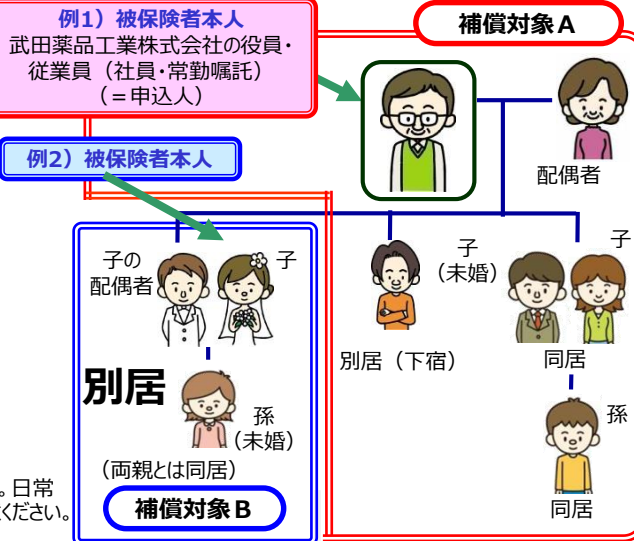 例1）被保険者本人
武田薬品工業株式会社の役員・
従業員（社員・常勤嘱託）
（＝申込人）
補償対象A
配偶者
例2）被保険者本人
子の
配偶者
子
子
（未婚）
子
別居（下宿）
同居
別居
孫
（未婚）
孫
（両親とは同居）
同居
。日常
ください。
補償対象B